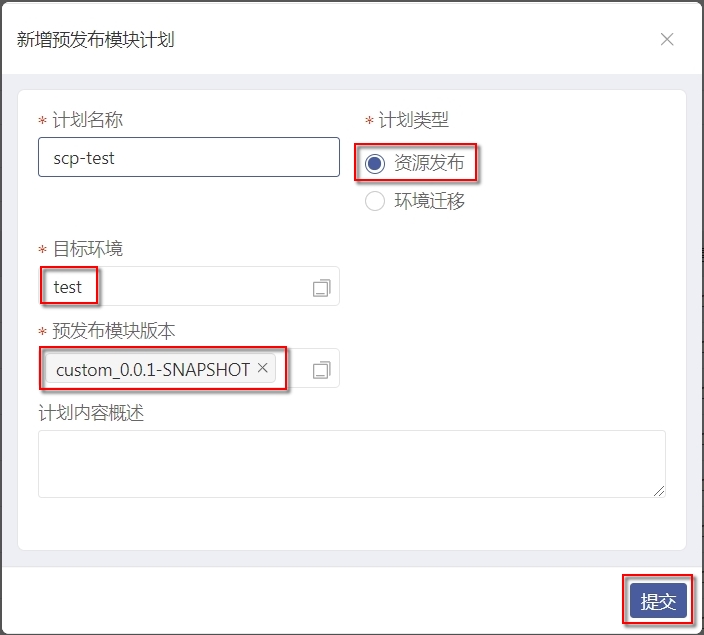 新增预发布模块计划
* 计划名称
* 计划类型
scp-test
资源发布
环境迁移
* 目标环境
test
* 预发布模块版本
custom_0.0.1-SNAPSHOT
计划内容概述
提交